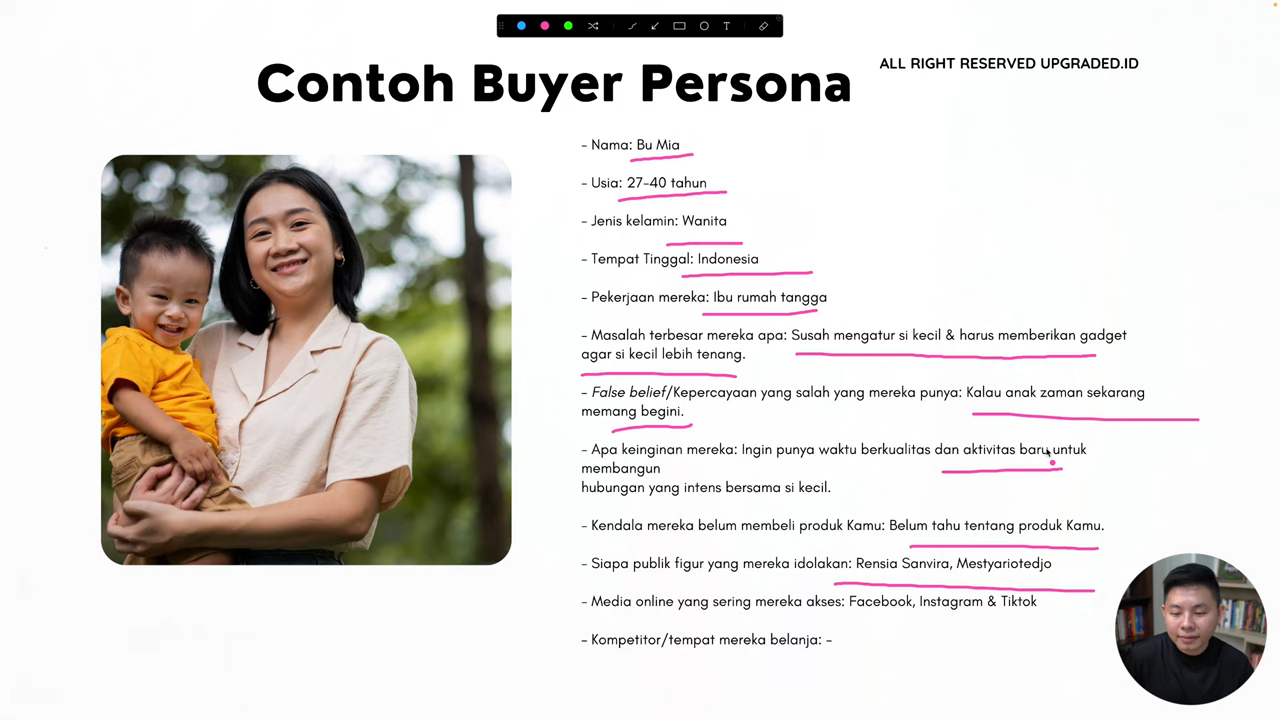 T
Contoh Buyer Persona
ALL RIGHT RESERVED UPGRADED.ID
- Nama: Bu Mia
- Usia: 27-40 tahun
- Jenis kelamin: Wanita
- Tempat Tinggal: Indonesia
- Pekerjaan mereka: Ibu rumah tangga
- Masalah terbesar mereka apa: Susah mengatur si kecil & harus memberikan gadget
agar si kecil lebih tenang.
- False belief/Kepercayaan yang salah yang mereka punya: Kalau anak zaman sekarang
memang begini.
- Apa keinginan mereka: Ingin punya waktu berkualitas dan aktivitas baru untuk
membangun
hubungan yang intens bersama si kecil.
- Kendala mereka belum membeli produk Kamu: Belum tahu tentang produk Kamu.
- Siapa publik figur yang mereka idolakan: Rensia Sanvira, Mestyariotedjo
- Media online yang sering mereka akses: Facebook, Instagram & Tiktok
- Kompetitor/tempat mereka belanja: -